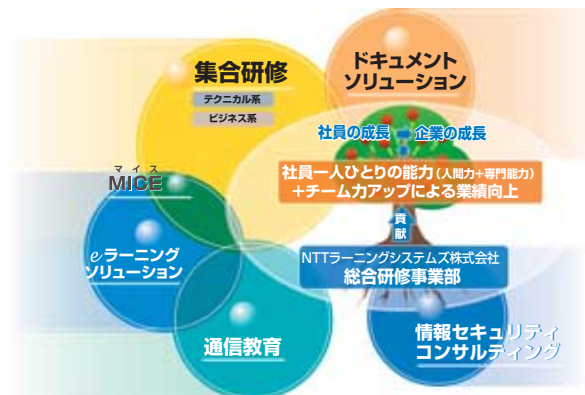 集合研修
テクニカル系
ビジネス系
ドキュメント
ソリューション
社員の成長 企業の成長
社員一人ひとりの能力(人間力+専門能力)
+チーム力アップによる業績向上
マイス
MICE
貢献
eラーニング
ソリューション
NTTラーニングシステムズ株式会社
総合研修事業部
通信教育
情報セキュリティ
コンサルティング